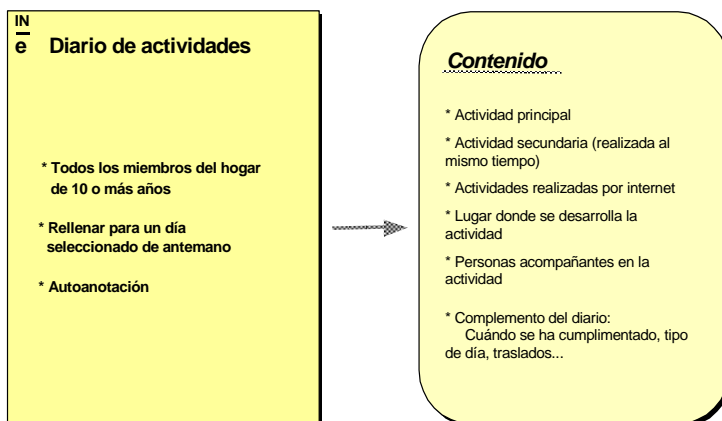 IN
e Diario de actividades
* Todos los miembros del hogar
de 10 o más años
* Rellenar para un día
seleccionado de antemano
* Autoanotación
Contenido
* Actividad principal
* Actividad secundaria (realizada al
mismo tiempo)
* Actividades realizadas por internet
* Lugar donde se desarrolla la
actividad
* Personas acompañantes en la
actividad
* Complemento del diario:
Cuándo se ha cumplimentado, tipo
de día, traslados...